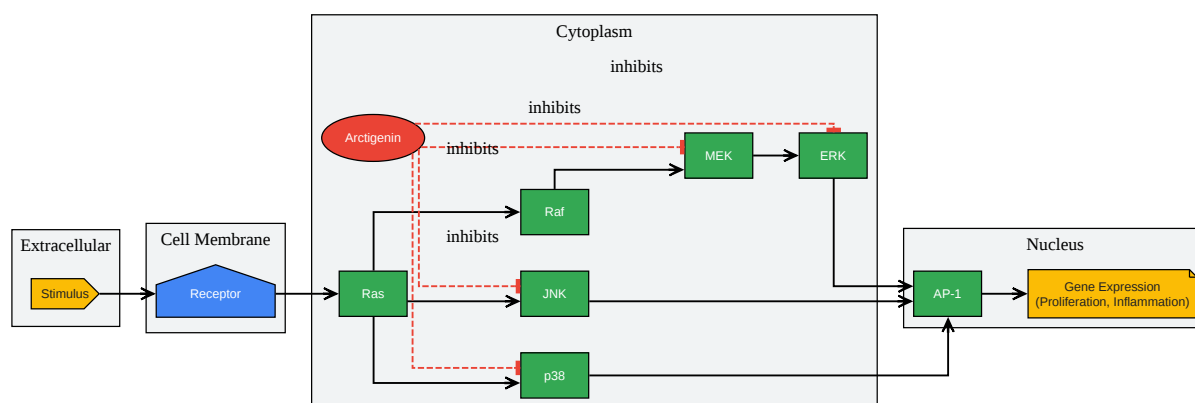 Cytoplasm
inhibits
inhibits
Arctigenin
inhibits
MEK
ERK
Raf
inhibits
Extracellular
Cell Membrane
Nucleus
Stimulus
Receptor
Ras
JNK
AP-1
Gene Expression
(Proliferation, Inflammation)
p38